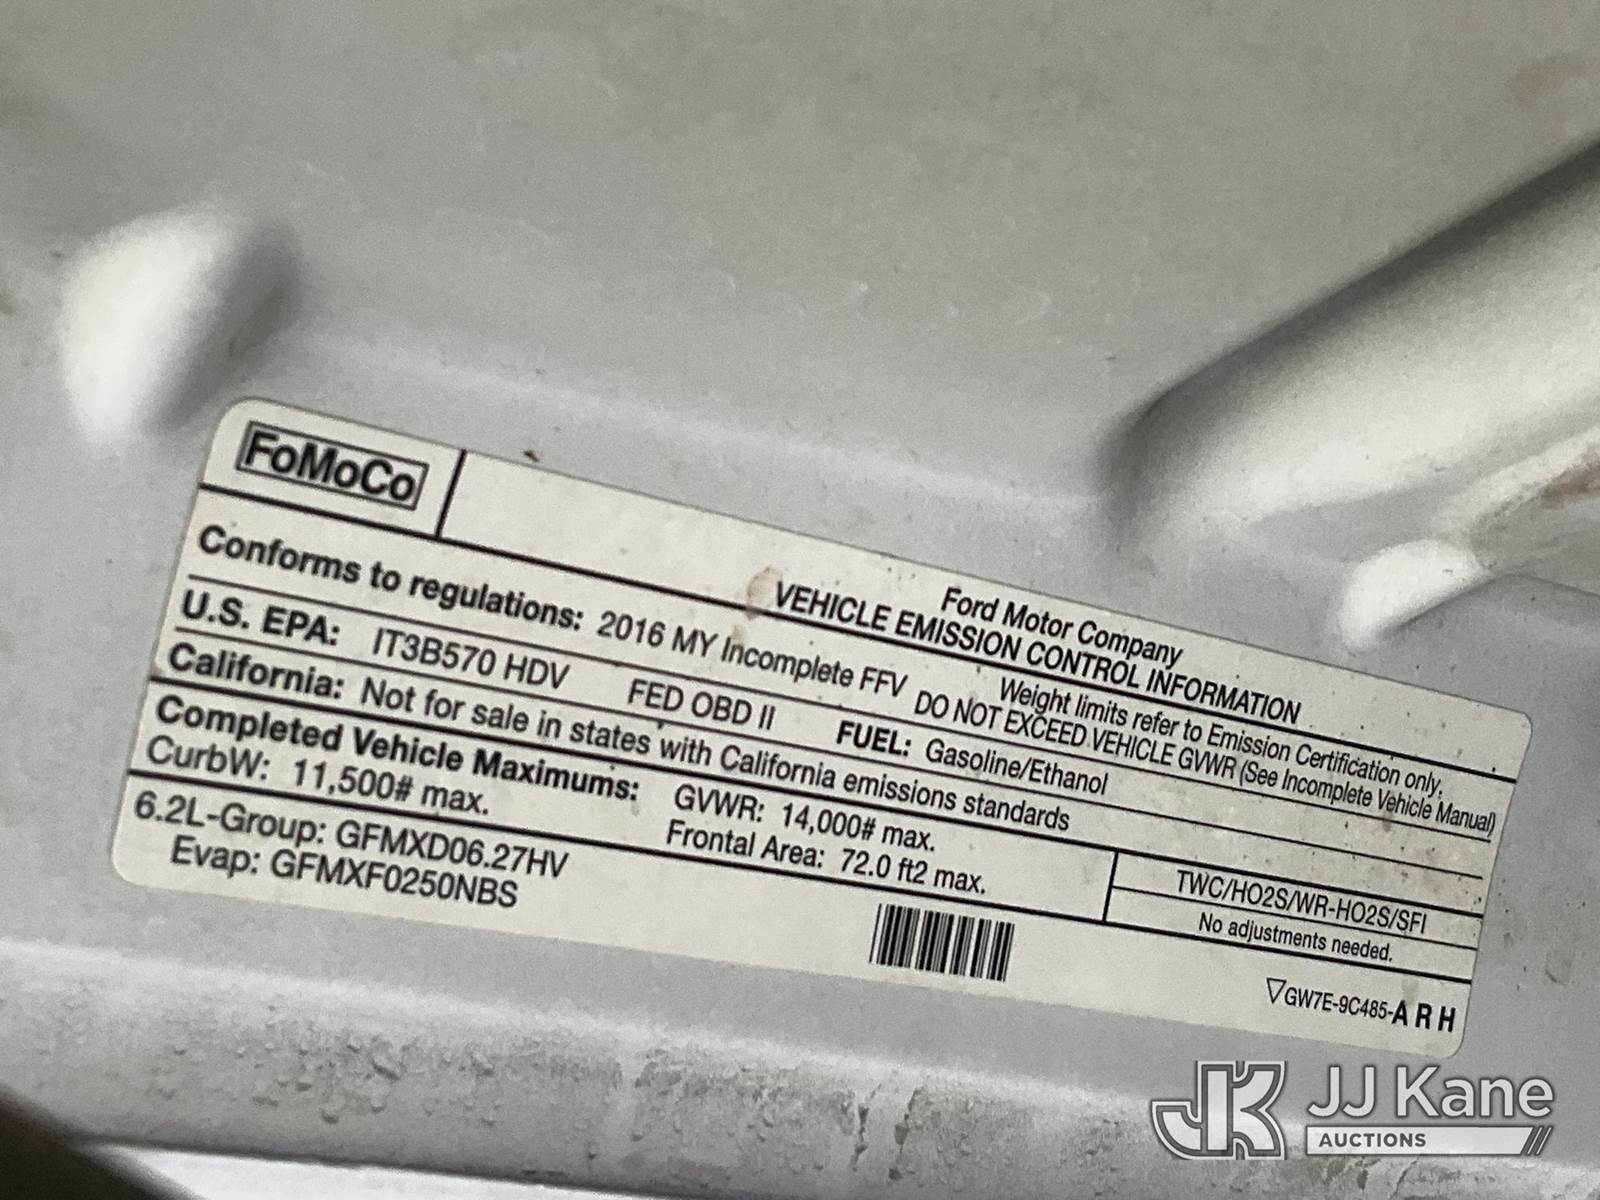 FoMoCo
Ford Motor Company
VEHICLE EMISSION CONTROL INFORMATION
Conforms to regulations: 2016 MY Incomplete FFV
Weight limits refer to Emission Certification only.
DO NOT EXCEED VEHICLE GVWR (See Incomplete Vehicle Manual)
U.S. EPA: IT3B570 HDV FED OBD II FUEL: Gasoline/Ethanol
California: Not for sale in states with California emissions standards
Completed Vehicle Maximums: GVWR: 14,000# max.
CurbW: 11,500# max. Frontal Area: 72.0 ft2 max.
TWC/HO2S/WR-HO2S/SFI
No adjustments needed.
6.2L-Group: GFMXD06.27HV
Evap: GFMXF0250NBS
▽GW7E-9C485-A R H
JK JJ Kane
AUCTIONS